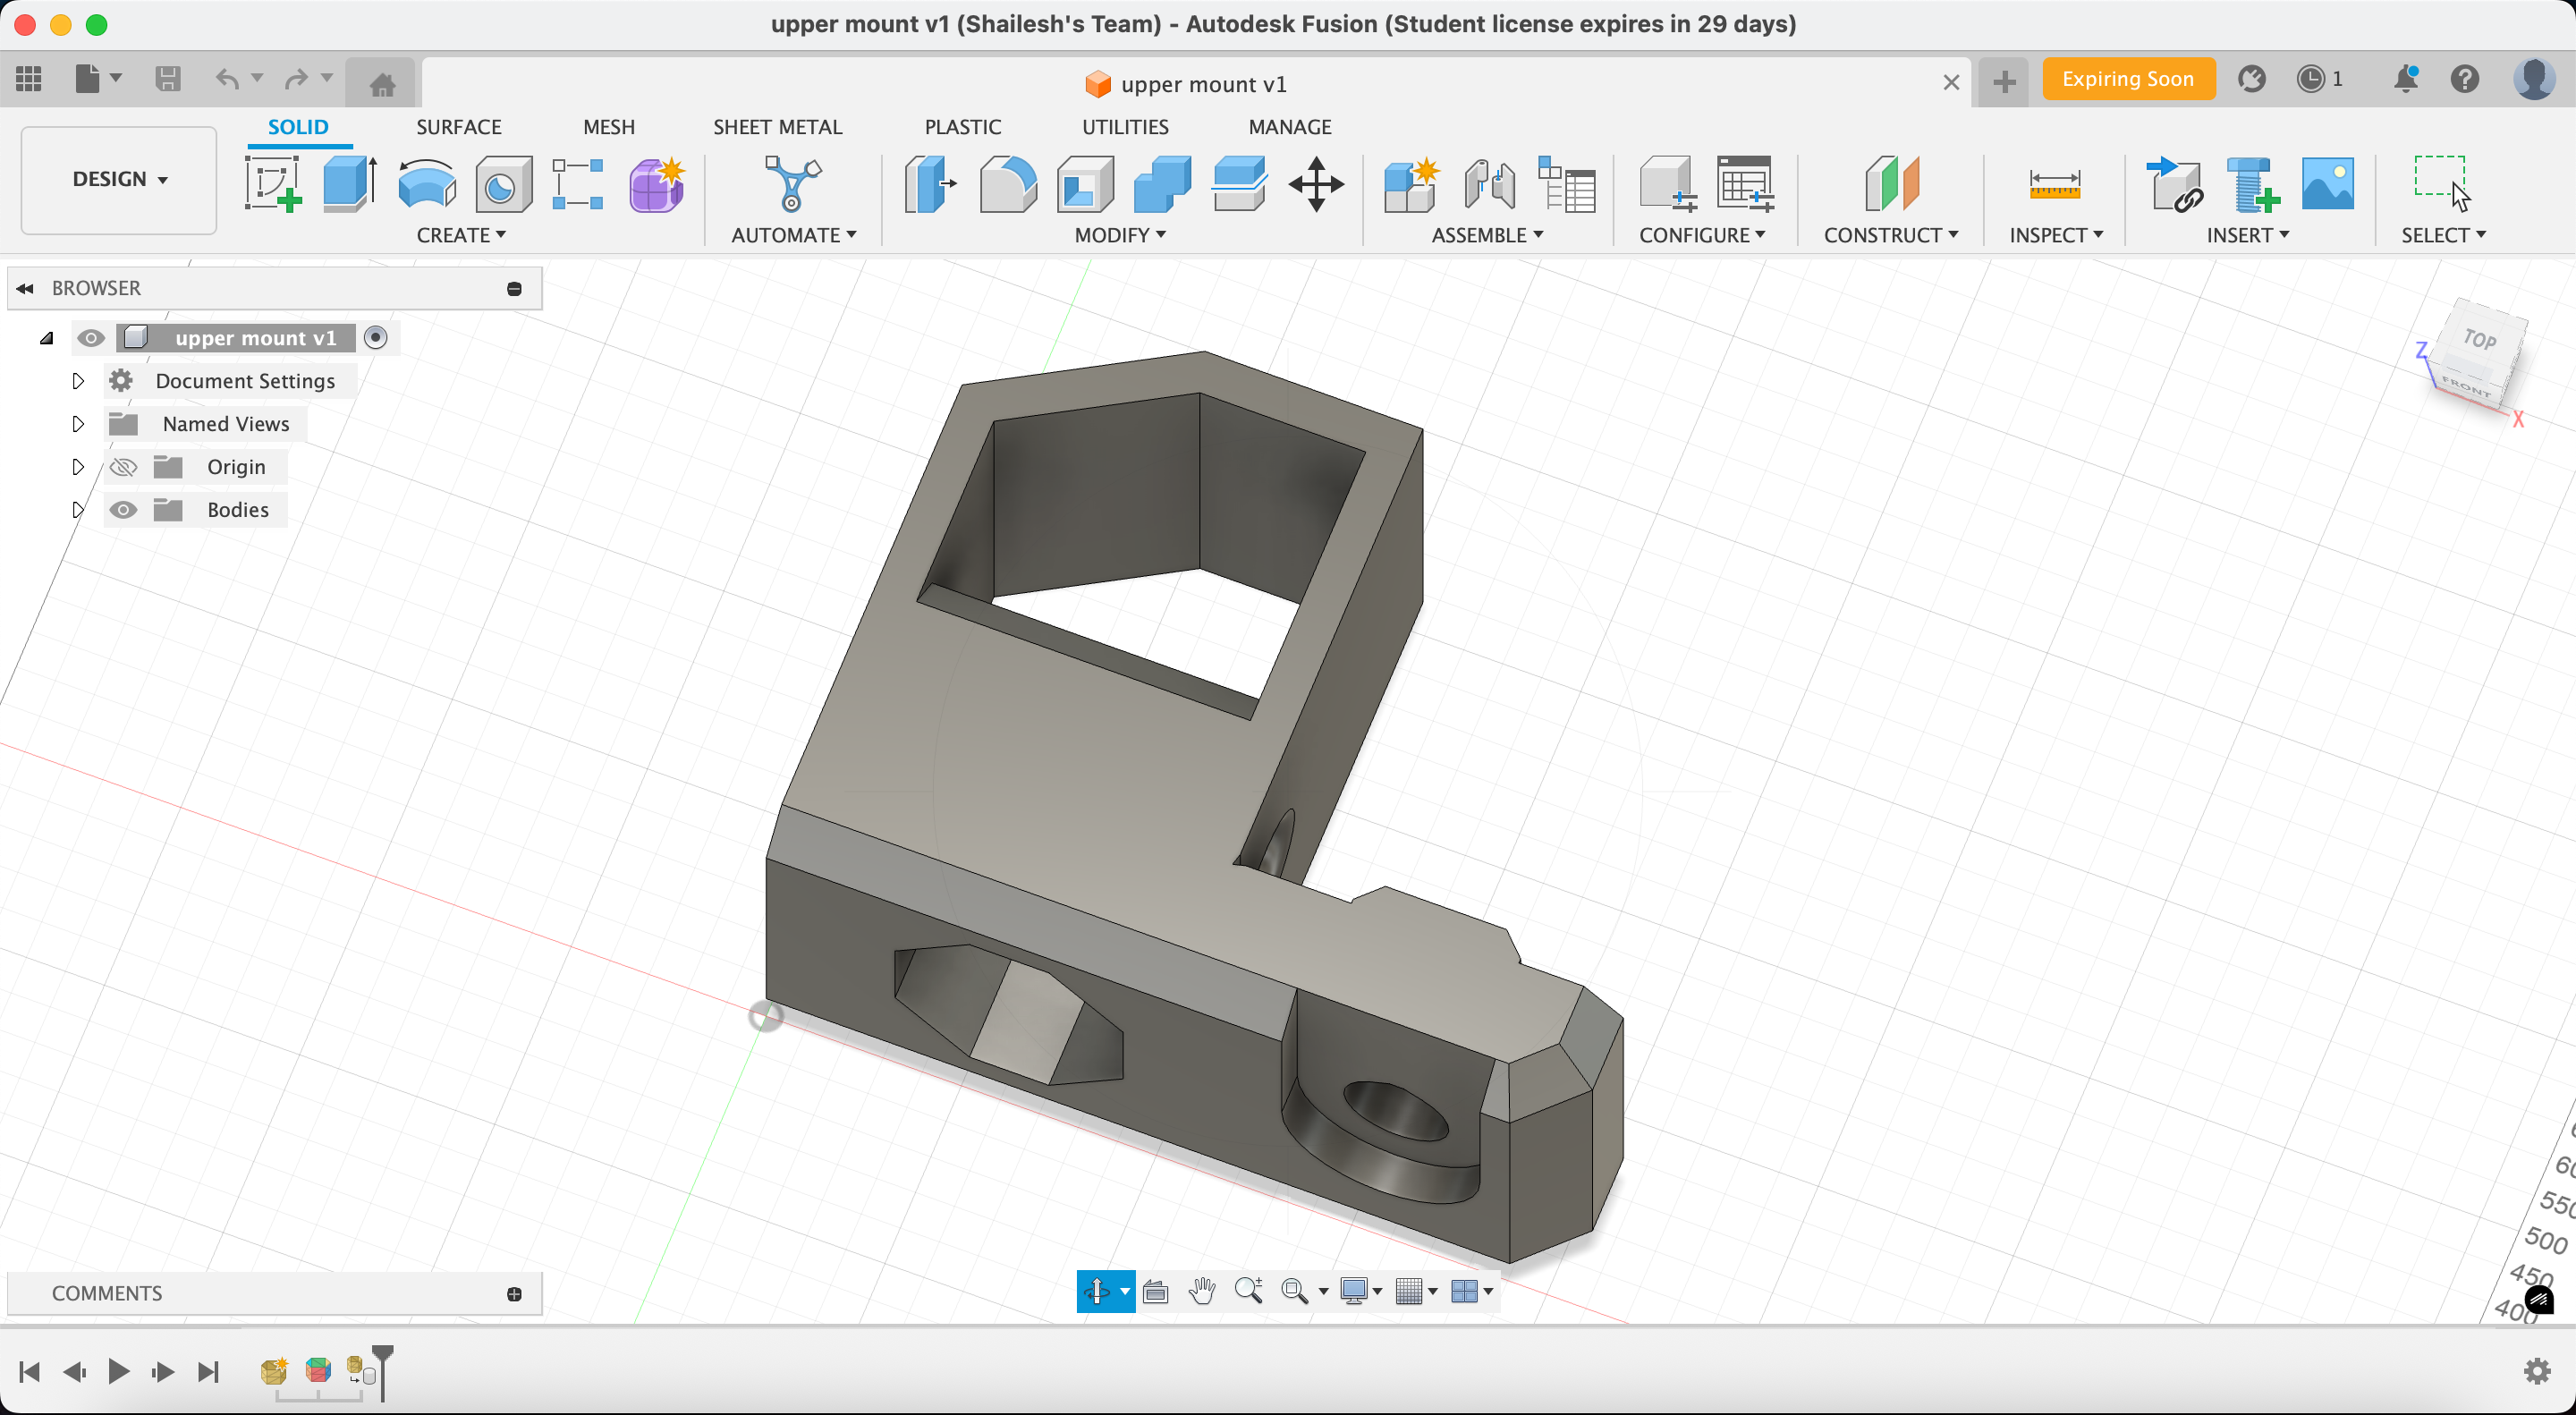 upper mount v1 (Shailesh's Team) - Autodesk Fusion (Student license expires in 29 days)
upper mount v1
Expiring Soon
1
DESIGN
SOLID
SURFACE
MESH
SHEET METAL
PLASTIC
UTILITIES
MANAGE
CREATE
AUTOMATE
MODIFY
ASSEMBLE
CONFIGURE
CONSTRUCT
INSPECT
INSERT
SELECT
BROWSER
upper mount v1
Document Settings
Named Views
Origin
Bodies
TOP
FRONT
Z
X
550
500
450
400
COMMENTS